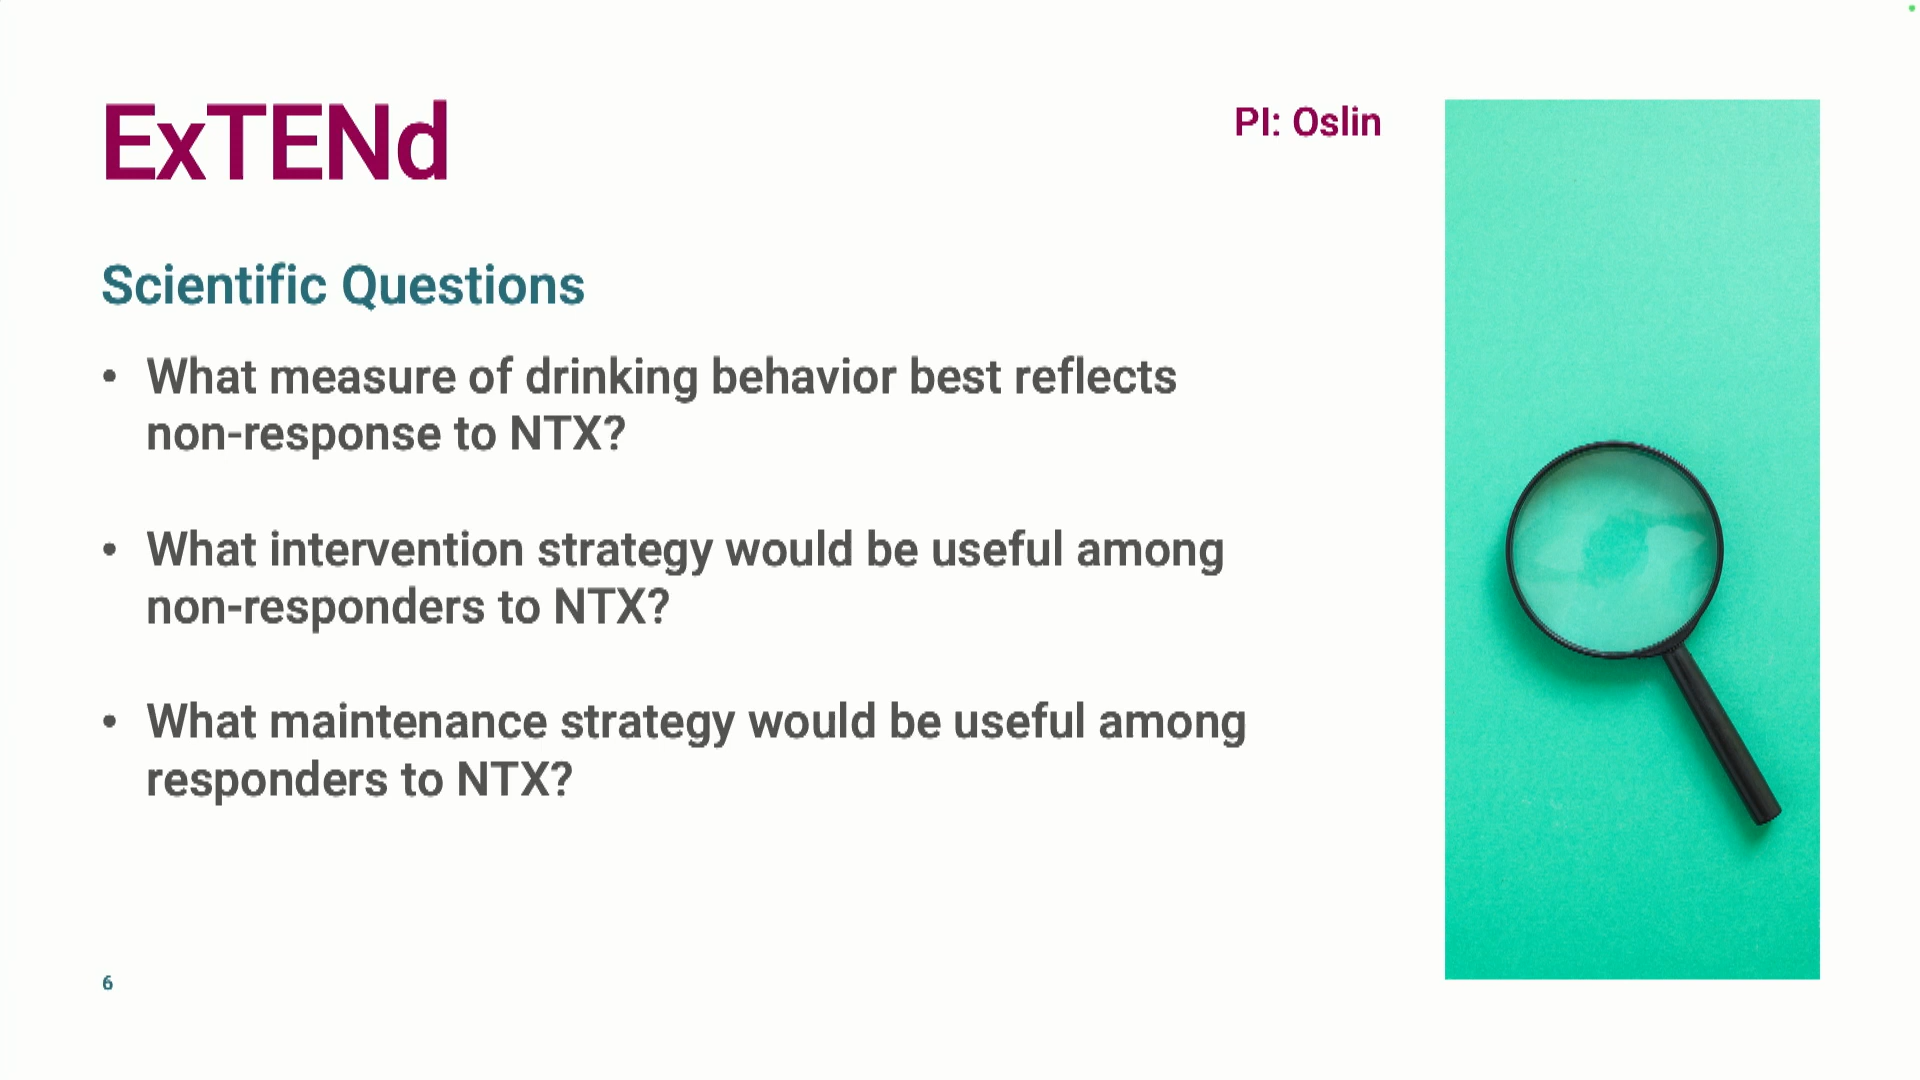 ExTENd
PI: Oslin
Scientific Questions
• What measure of drinking behavior best reflects
non-response to NTX?
• What intervention strategy would be useful among
non-responders to NTX?
• What maintenance strategy would be useful among
responders to NTX?
6